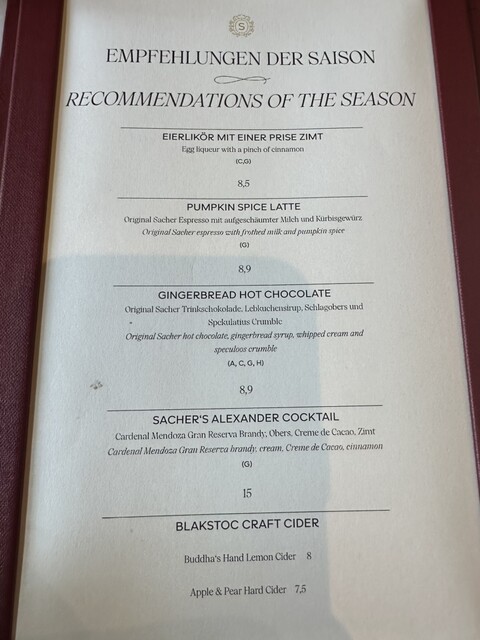 S
EMPFEHLUNGEN DER SAISON
RECOMMENDATIONS OF THE SEASON
EIERLIKÖR MIT EINER PRISE ZIMT
Egg liqueur with a pinch of cinnamon
(C,G)
8,5
PUMPKIN SPICE LATTE
Original Sacher Espresso mit aufgeschäumter Milch und Kürbisgewürz
Original Sacher espresso with frothed milk and pumpkin spice
(G)
8,9
GINGERBREAD HOT CHOCOLATE
Original Sacher Trinkschokolade, Lebkuchensirup, Schlagobers und
Spekulatius Crumble
Original Sacher hot chocolate, gingerbread syrup, whipped cream and
speculoos crumble
(A, C, G, H)
8,9
SACHER'S ALEXANDER COCKTAIL
Cardenal Mendoza Gran Reserva Brandy, Obers, Creme de Cacao, Zimt
Cardenal Mendoza Gran Reserva brandy, cream, Creme de Cacao, cinnamon
(G)
15
BLAKSTOC CRAFT CIDER
Buddha's Hand Lemon Cider 8
Apple & Pear Hard Cider 7,5